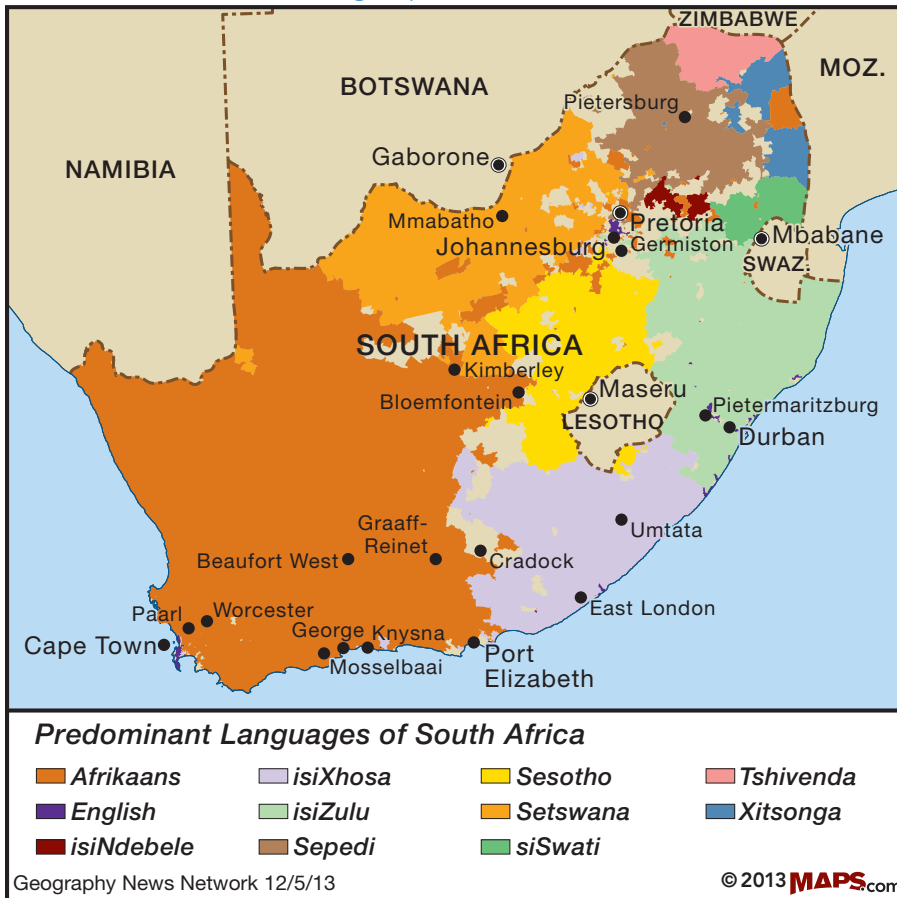 ZIMBABWE
MOZ.
BOTSWANA
Pietersburg
Gaborone
NAMIBIA
Mmabatho
Pretoria
Johannesburg
Germiston
Mbabane
SWAZ.
SOUTH AFRICA
Kimberley
Bloemfontein
Maseru
LESOTHO
Pietermaritzburg
Durban
Graaff-
Reinet
Umtata
Beaufort West
Cradock
Paarl
Worcester
East London
Cape Town
George
Knysna
Mosselbaai
Port
Elizabeth
Predominant Languages of South Africa
Afrikaans
isiXhosa
Sesotho
Tshivenda
English
isiZulu
Setswana
Xitsonga
isiNdebele
Sepedi
siSwati
Geography News Network 12/5/13
© 2013 MAPS.com